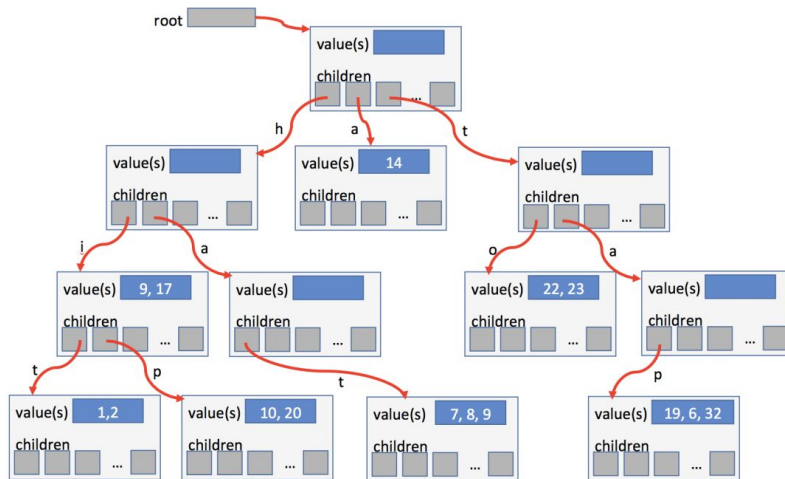 root
value(s)
children
...
h
a
t
value(s)
children
...
value(s) 14
children
...
value(s)
children
...
i
a
o
a
value(s) 9, 17
children
...
value(s)
children
...
value(s) 22, 23
children
...
value(s)
children
...
t
p
t
p
value(s) 1,2
children
...
value(s) 10, 20
children
...
value(s) 7, 8, 9
children
...
value(s) 19, 6, 32
children
...